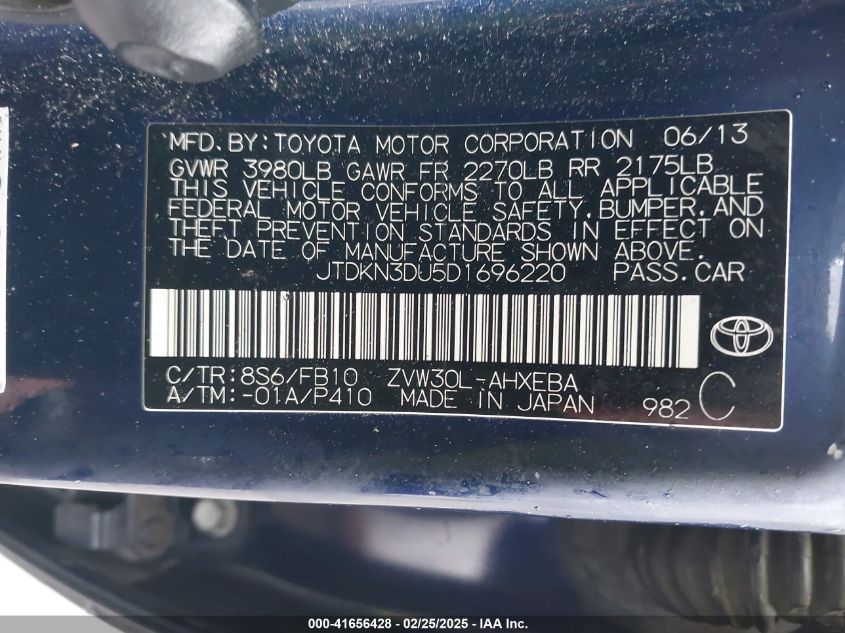 MFD. BY: TOYOTA MOTOR CORPORATION 06/13
GVWR 3980LB GAWR FR 2270LB RR 2175LB
THIS VEHICLE CONFORMS TO ALL APPLICABLE
FEDERAL MOTOR VEHICLE SAFETY, BUMPER, AND
THEFT PREVENTION STANDARDS IN EFFECT ON
THE DATE OF MANUFACTURE SHOWN ABOVE.
JTDKN3DU5D1696220 PASS. CAR
C/TR: 8S6/FB10 ZVW30L-AHXEBA
A/TM: -01A/P410 MADE IN JAPAN 982 C
000-41656428 - 02/25/2025 - IAA Inc.